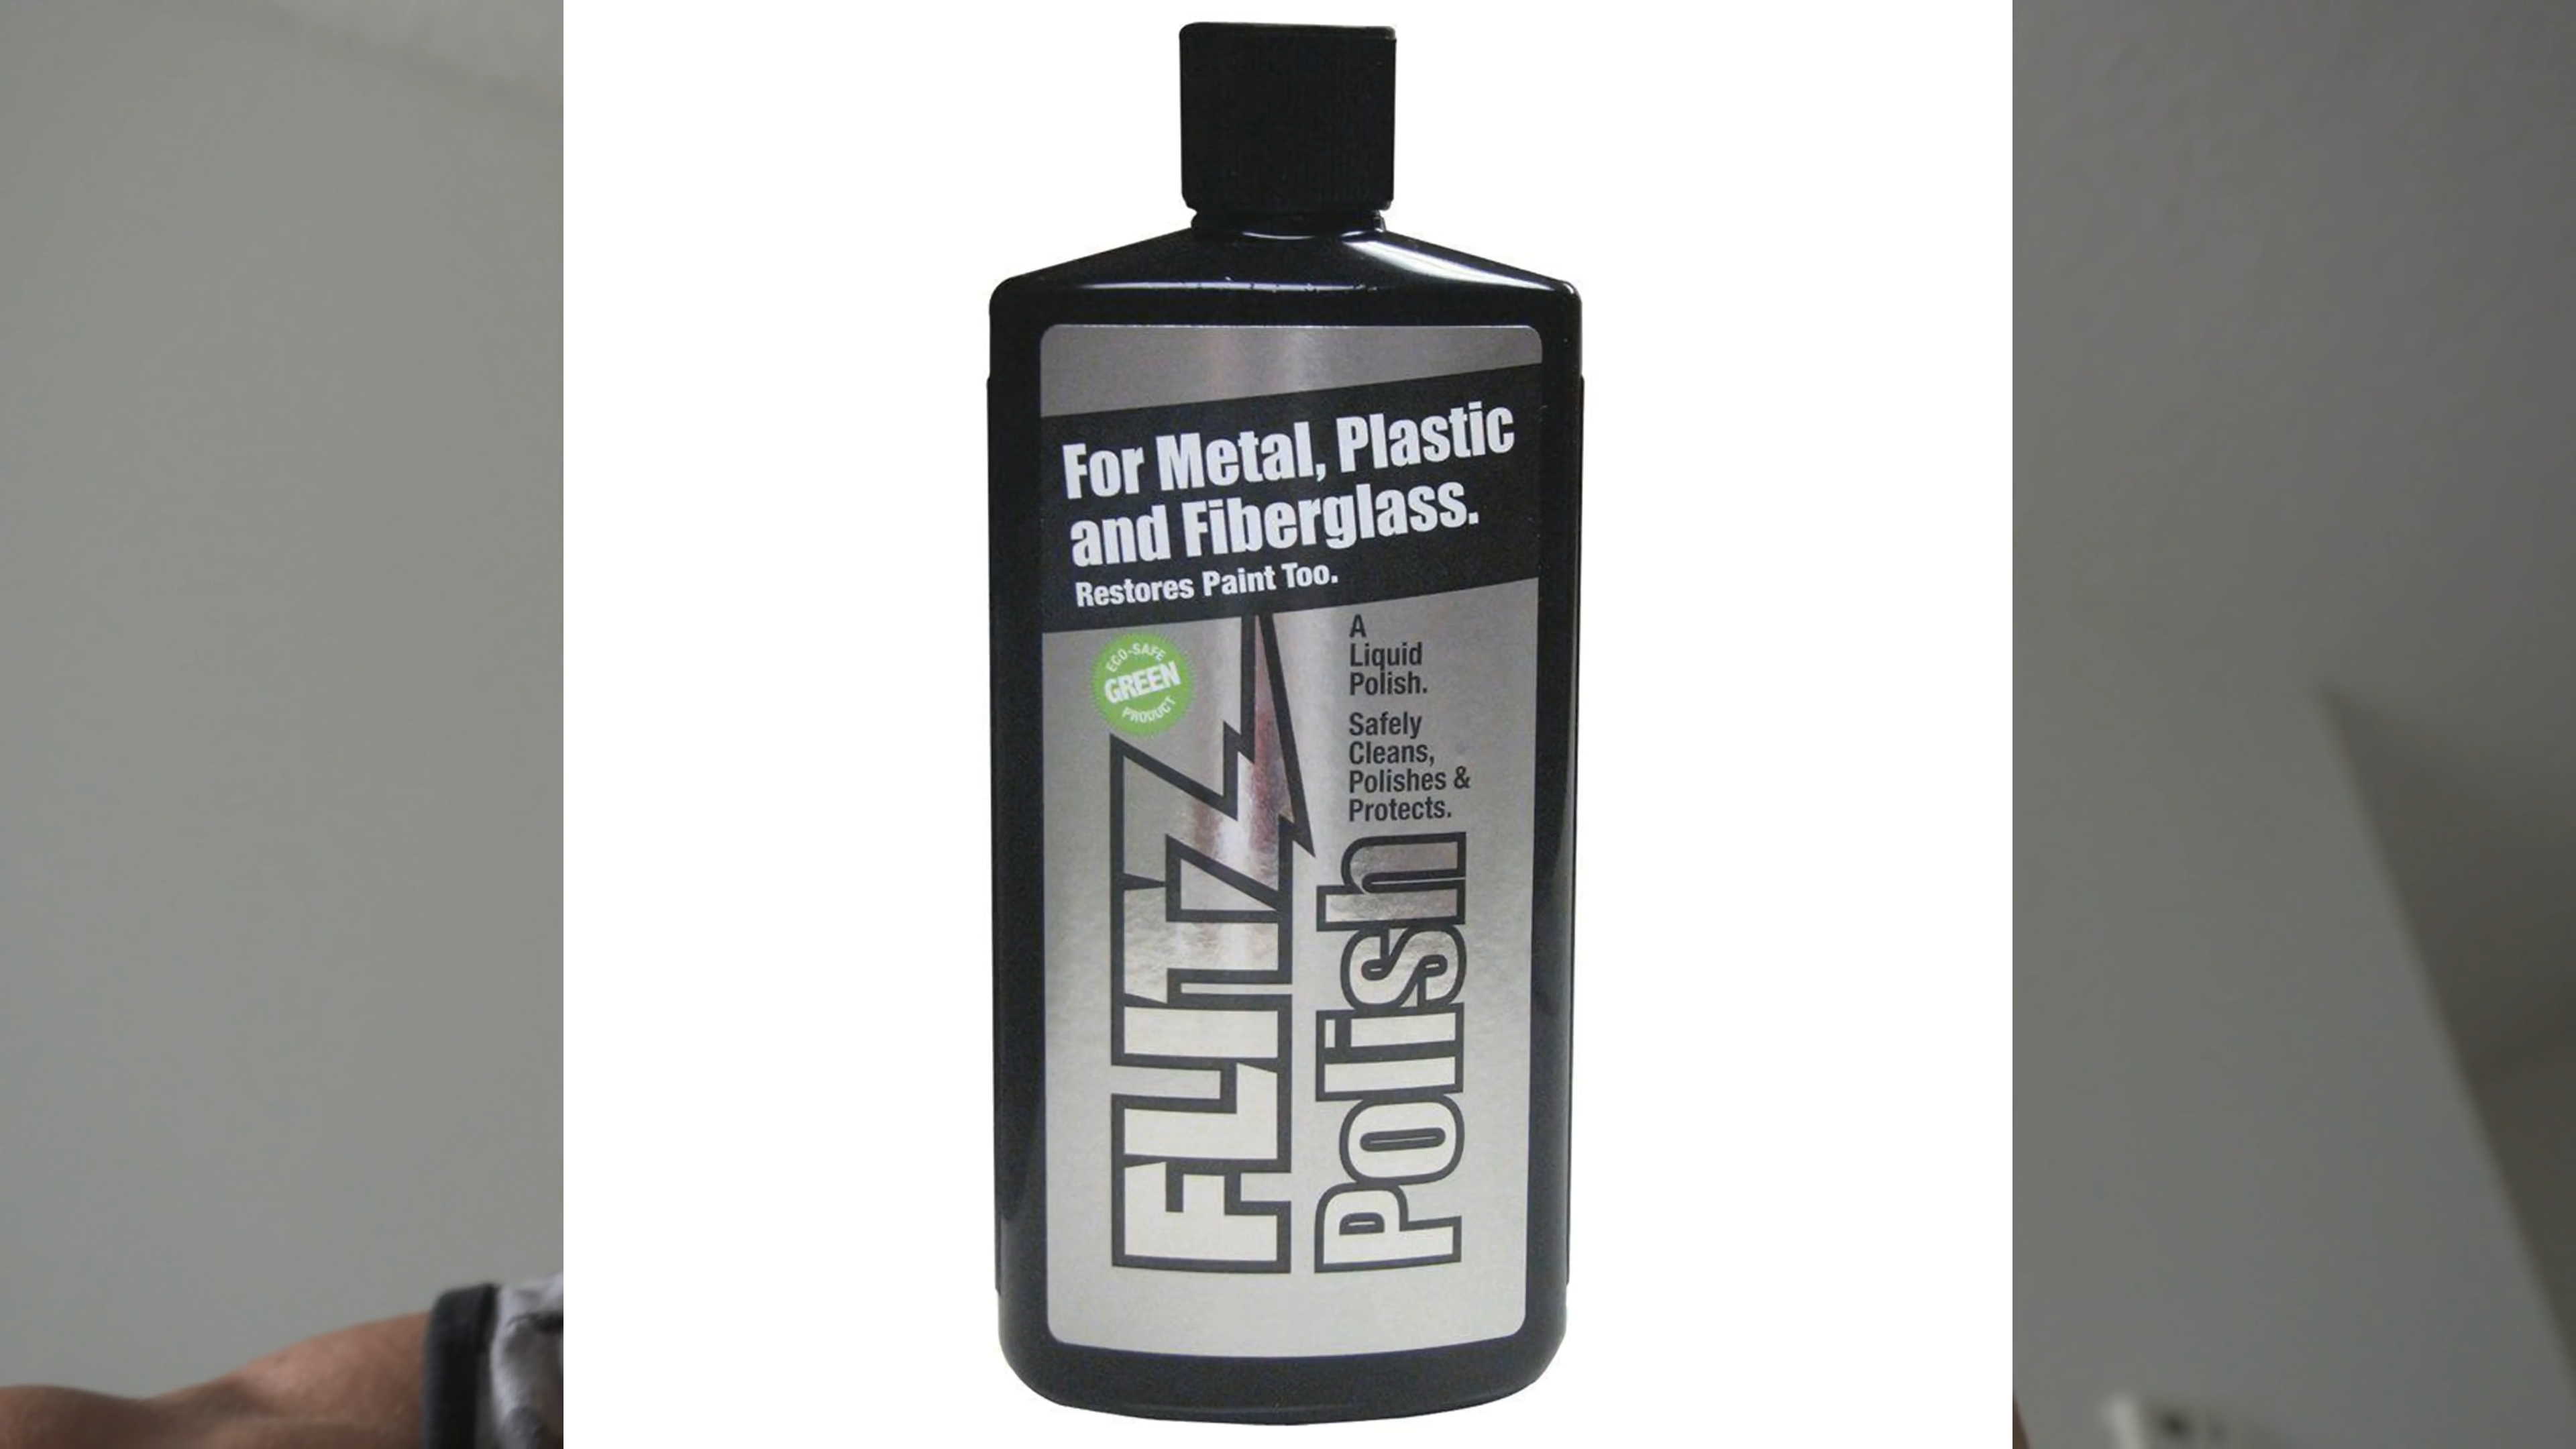 For Metal, Plastic
and Fiberglass.
Restores Paint Too.
ECO-SAFE
GREEN
PRODUCT
A
Liquid
Polish.
Safely
Cleans,
Polishes &
Protects.
FLITZ
Polish